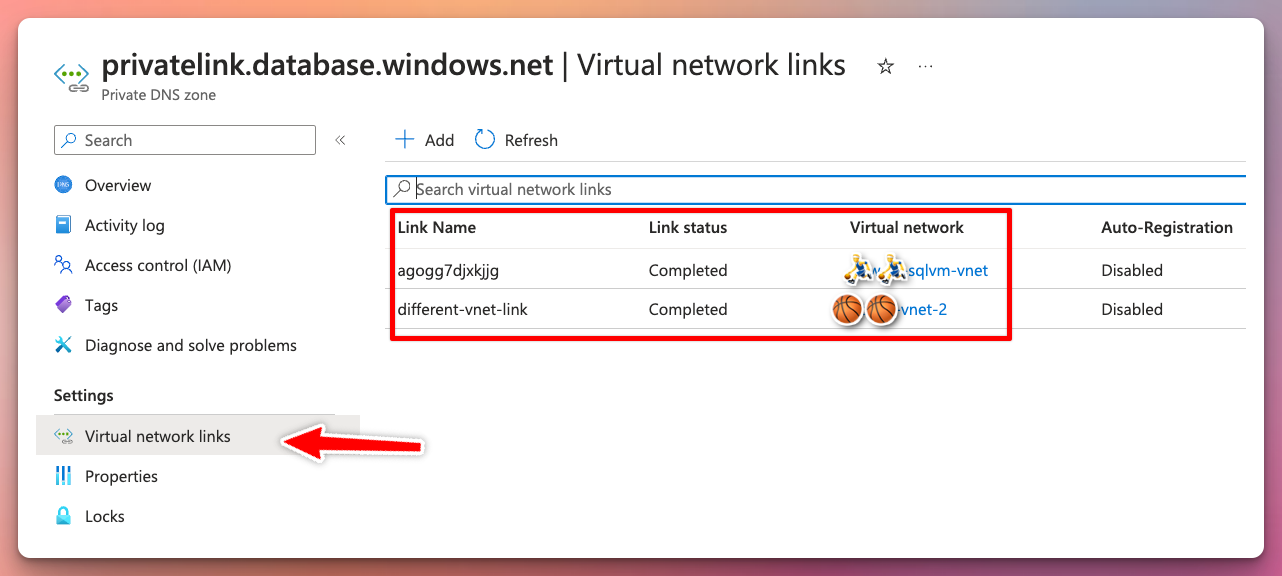 privatelink.database.windows.net | Virtual network links
Private DNS zone
Search
Add Refresh
Overview
Activity log
Access control (IAM)
Tags
Diagnose and solve problems
Settings
Virtual network links
Properties
Locks
Search virtual network links
Link Name Link status Virtual network Auto-Registration
agogg7djxkjjg Completed sqlvm-vnet Disabled
different-vnet-link Completed -vnet-2 Disabled